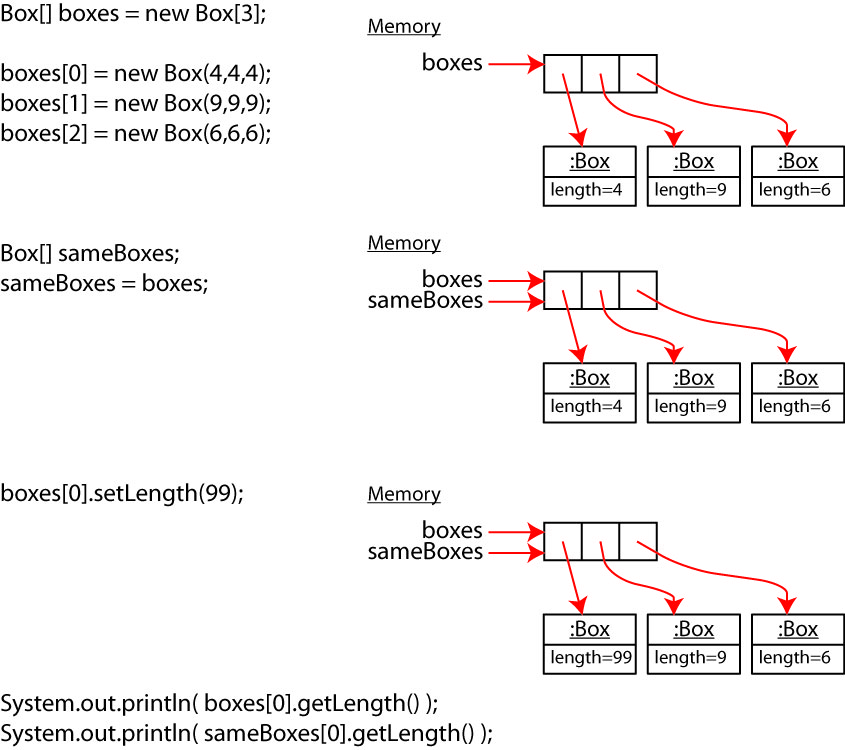 Box[] boxes = new Box[3];
Memory
boxes
boxes[0] = new Box(4,4,4);
boxes[1] = new Box(9,9,9);
boxes[2] = new Box(6,6,6);
:Box :Box :Box
length=4 length=9 length=6
Memory
Box[] sameBoxes;
sameBoxes = boxes;
boxes
sameBoxes
:Box :Box :Box
length=4 length=9 length=6
boxes[0].setLength(99);
Memory
boxes
sameBoxes
:Box :Box :Box
length=99 length=9 length=6
System.out.println( boxes[0].getLength() );
System.out.println( sameBoxes[0].getLength() );